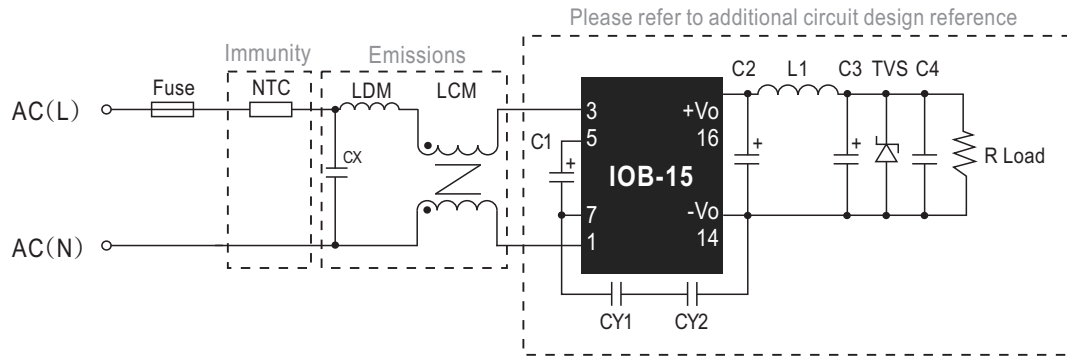 Please refer to additional circuit design reference
Immunity
Emissions
Fuse
NTC
LDM
LCM
C2
L1
C3
TVS
C4
AC(L)
3
+Vo
C1
+
5
16
+
+
CX
IOB-15
R Load
7
-Vo
AC(N)
1
14
CY1
CY2